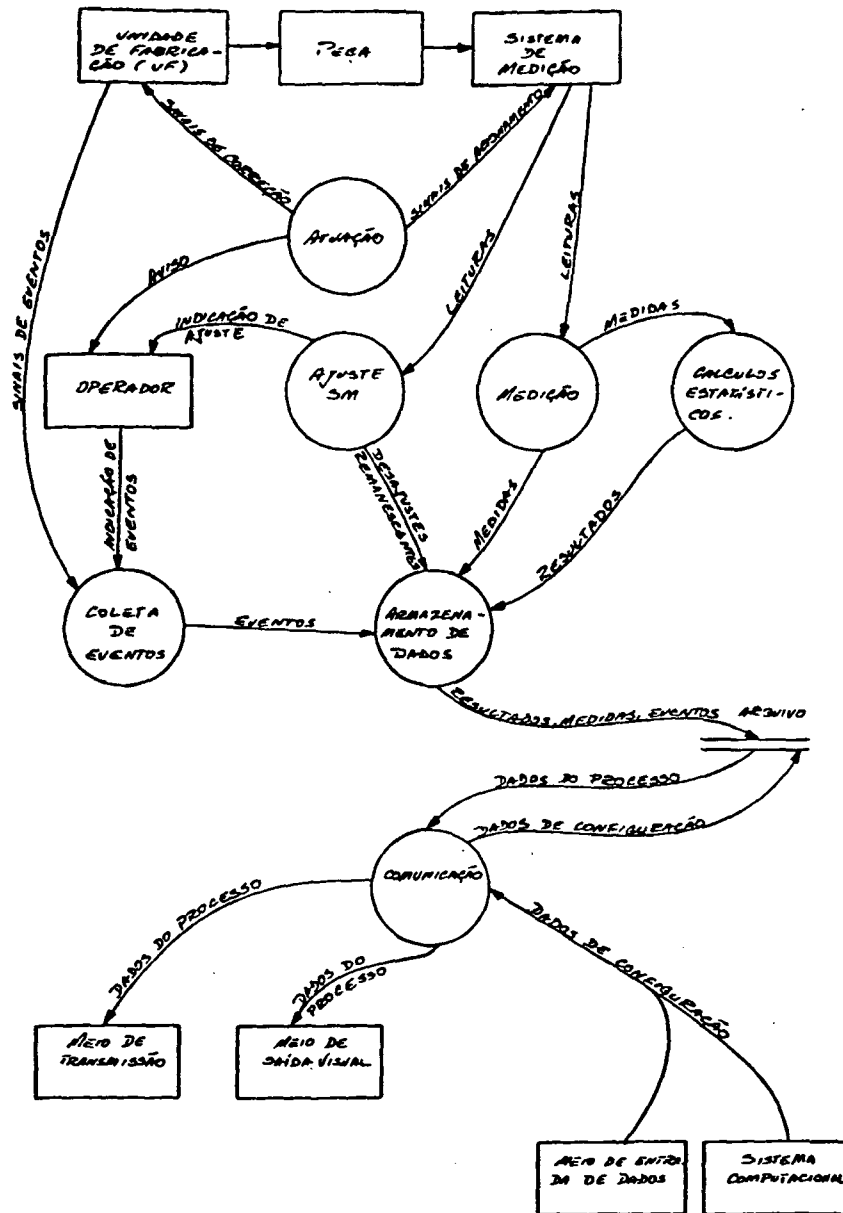 UNIDADE
DE FABRICA-
ÇÃO (UF)
PEÇA
SISTEMA
DE
MEDIÇÃO
SINAIS DE CORREÇÃO
SINAIS DE ACIONAMENTO
ATUAÇÃO
LEITURAS
LEITURAS
SINAIS DE EVENTOS
AVISO
INDICAÇÃO DE
AJUSTE
MEDIDAS
OPERADOR
AJUSTE
SM
MEDIÇÃO
CALCULOS
ESTATÍSTI-
COS.
INDICAÇÃO DE
EVENTOS
DESAJUSTES
REMANESCENTES
MEDIDAS
RESULTADOS
COLETA
DE
EVENTOS
EVENTOS
ARMAZENA-
MENTO DE
DADOS
RESULTADOS, MEDIDAS, EVENTOS
ARQUIVO
DADOS DO PROCESSO
DADOS DE CONFIGURAÇÃO
COMUNICAÇÃO
DADOS DO PROCESSO
DADOS DO
PROCESSO
DADOS DE CONFIGURAÇÃO
MEIO DE
TRANSMISSÃO
MEIO DE
SAÍDA VISUAL
MEIO DE ENTRA
DA DE DADOS
SISTEMA
COMPUTACIONAL